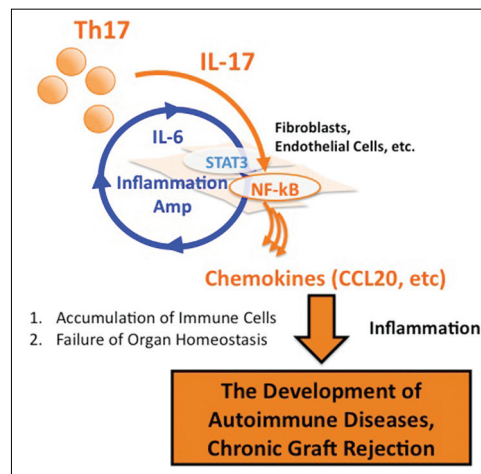 Th17
IL-17
IL-6
Fibroblasts,
Endothelial Cells, etc.
STAT3
Inflammation
Amp
NF-kB
Chemokines (CCL20, etc)
1. Accumulation of Immune Cells
2. Failure of Organ Homeostasis
Inflammation
The Development of
Autoimmune Diseases,
Chronic Graft Rejection